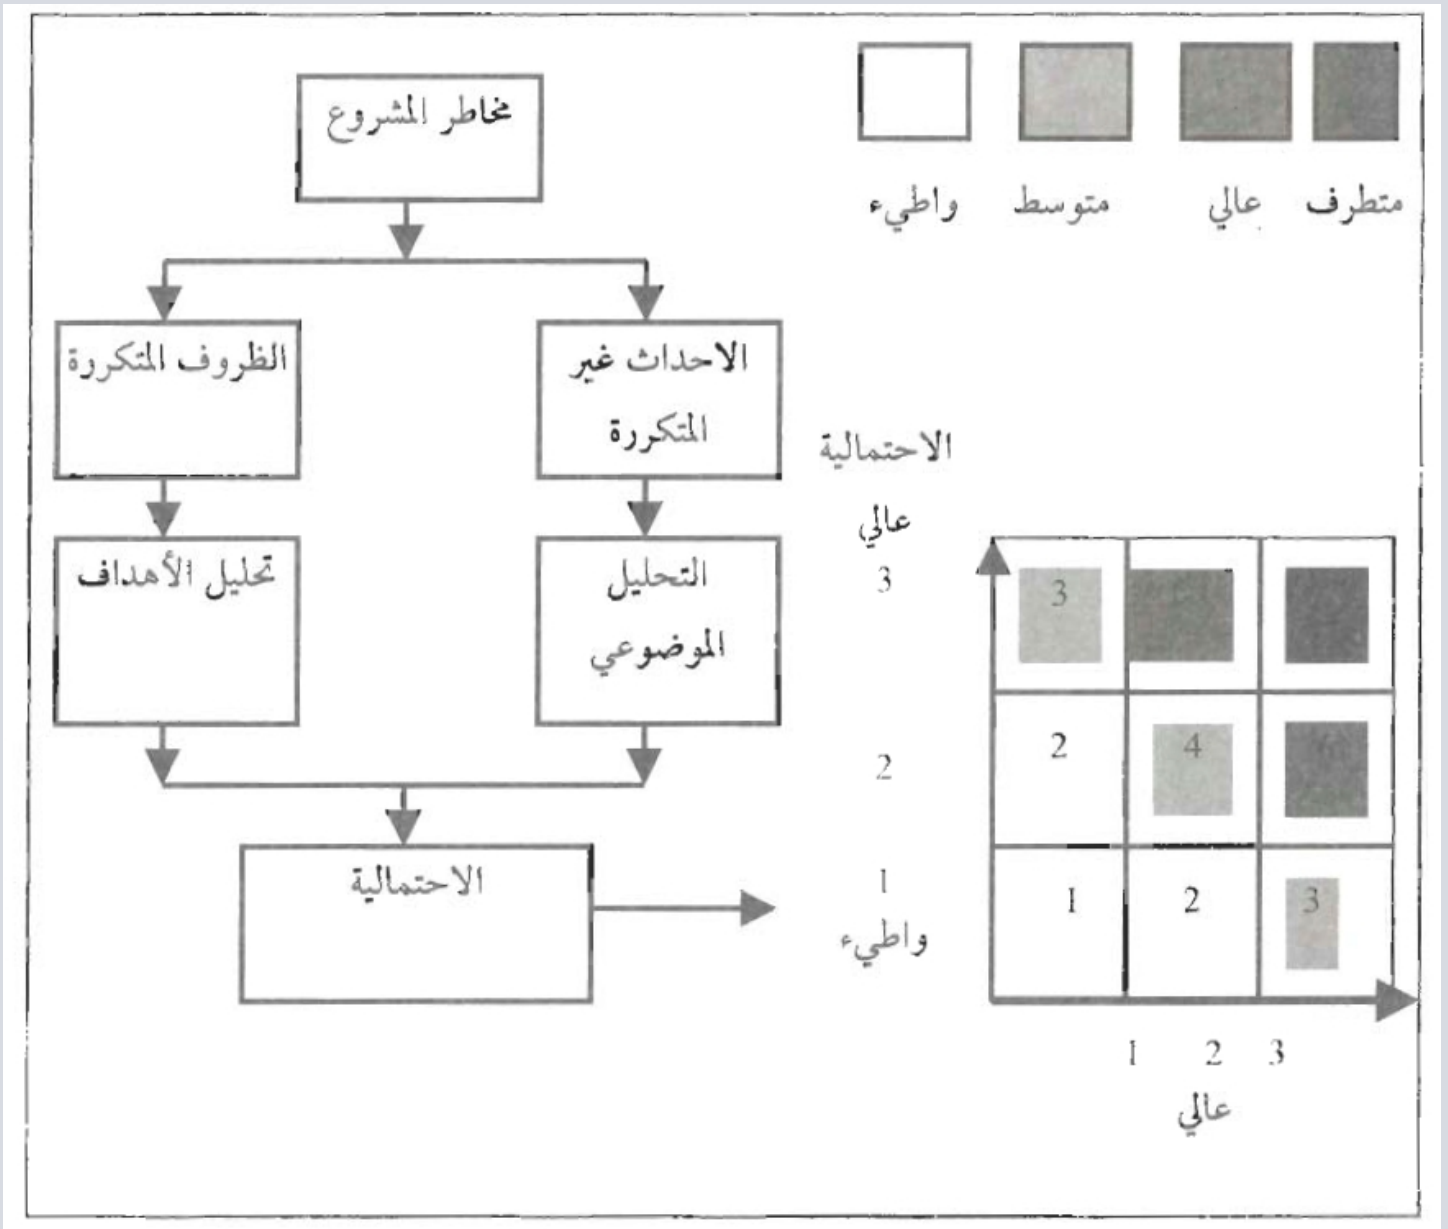 مخاطر المشروع
متطرف
عالي
متوسط
واطيء
الاحداث غير
المتكررة
الظروف المتكررة
التحليل
الموضوعي
تحليل الأهداف
الاحتمالية
الاحتمالية
عالي
3
2
1
واطيء
3
2 4
1 2 3
1 2 3
عالي